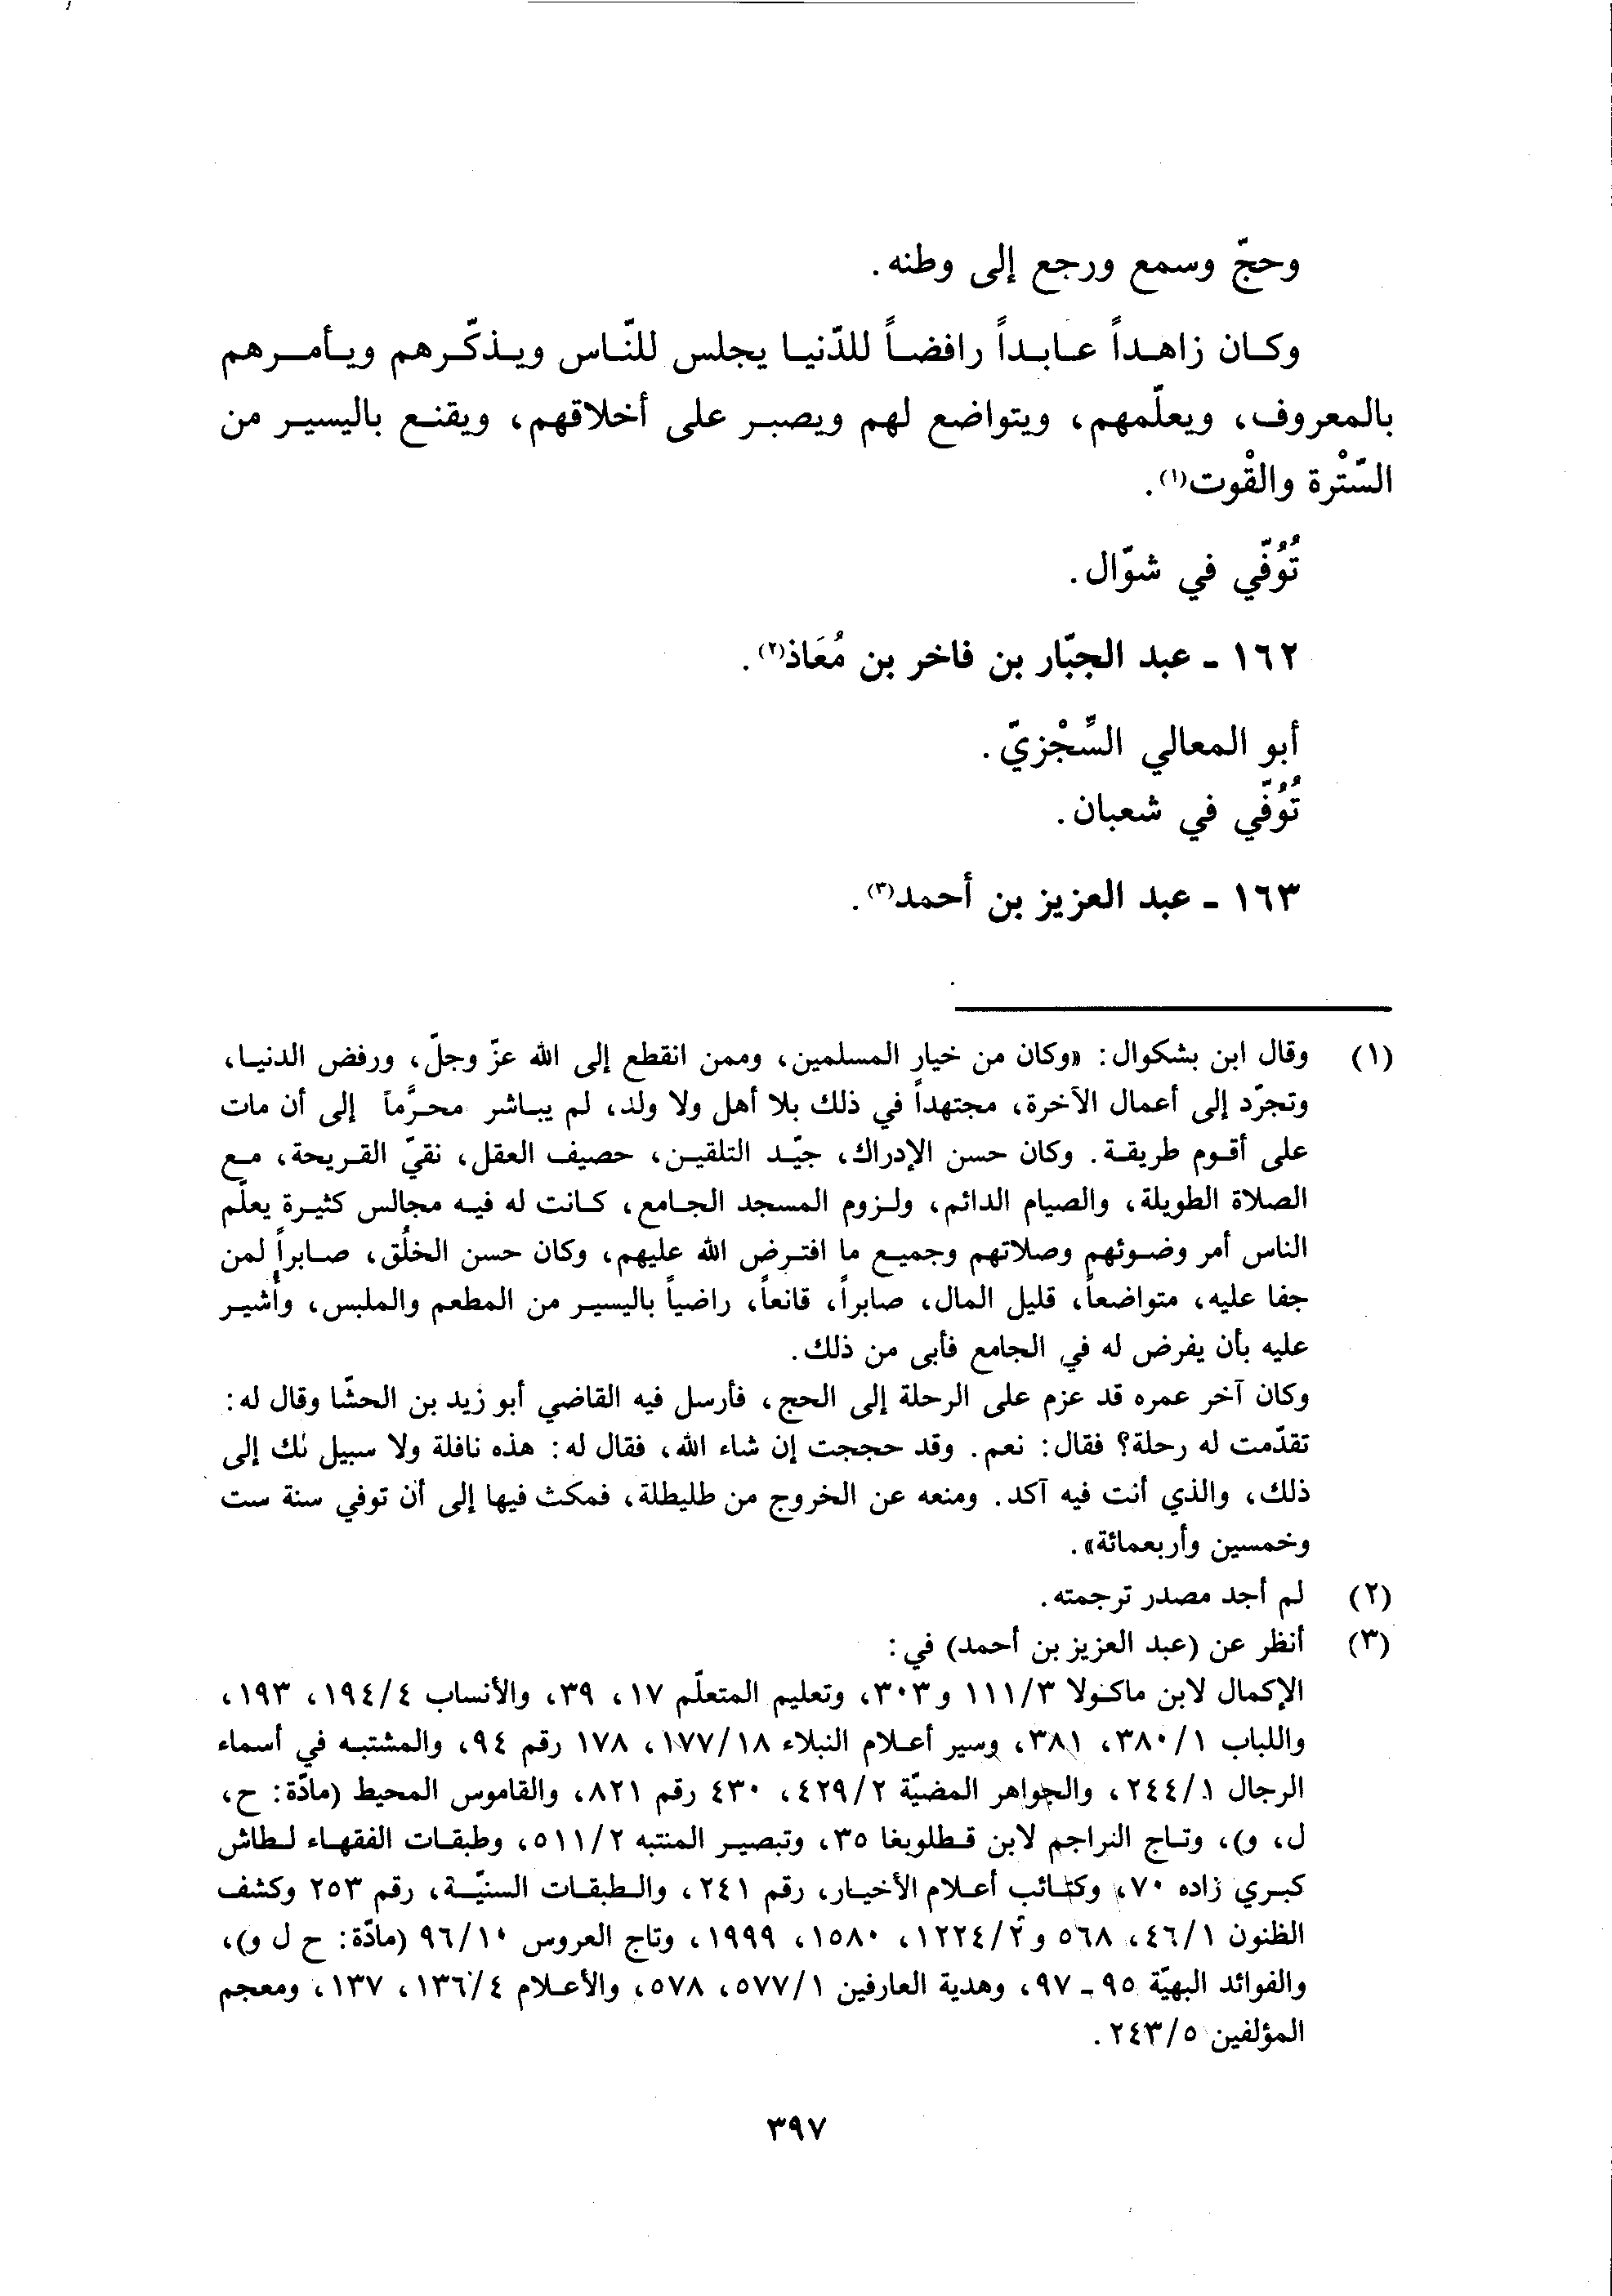 وحجّ وسمع ورجع إلى وطنه.
وكان زاهداً عابداً رافضاً للدّنيا يجلس للنّاس ويذكّرهم ويأمرهم
بالمعروف، ويعلّمهم، ويتواضع لهم ويصبر على أخلاقهم، ويقنع باليسير من
السّتْرة والقْوت(١).
تُوُفّي في شوّال.
١٦٢ ـ عبد الجبّار بن فاخر بن مُعَاذ(٢).
أبو المعالي السِّجْزيّ.
تُوُفّي في شعبان.
١٦٣ ـ عبد العزيز بن أحمد(٣).
(١) وقال ابن بشكوال: «وكان من خيار المسلمين، وممن انقطع إلى الله عزّ وجلّ، ورفض الدنيا،
وتجرّد إلى أعمال الآخرة، مجتهداً في ذلك بلا أهل ولا ولد، لم يباشر محرَّماً إلى أن مات
على أقوم طريقة. وكان حسن الإدراك، جيّد التلقين، حصيف العقل، نقيّ القريحة، مع
الصلاة الطويلة، والصيام الدائم، ولزوم المسجد الجامع، كانت له فيه مجالس كثيرة يعلّم
الناس أمر وضوئهم وصلاتهم وجميع ما افترض الله عليهم، وكان حسن الخلُق، صابراً لمن
جفا عليه، متواضعاً، قليل المال، صابراً، قانعاً، راضياً باليسير من المطعم والملبس، وأُشير
عليه بأن يفرض له في الجامع فأبى من ذلك.
وكان آخر عمره قد عزم على الرحلة إلى الحج، فأرسل فيه القاضي أبو زيد بن الحشّا وقال له:
تقدّمت له رحلة؟ فقال: نعم. وقد حججت إن شاء الله، فقال له: هذه نافلة ولا سبيل لك إلى
ذلك، والذي أنت فيه آكد. ومنعه عن الخروج من طليطلة، فمكث فيها إلى أن توفي سنة ست
وخمسين وأربعمائة».
(٢) لم أجد مصدر ترجمته.
(٣) أنظر عن (عبد العزيز بن أحمد) في:
الإكمال لابن ماكولا ١١١/٣ و٣٠٣، وتعليم المتعلّم ١٧، ٣٩، والأنساب ١٩٤/٤، ١٩٣،
واللباب ٣٨٠/١، ٣٨١، وسير أعلام النبلاء ١٧٧/١٨، ١٧٨ رقم ٩٤، والمشتبه في أسماء
الرجال ٢٤٤/١، والجواهر المضيّة ٤٢٩/٢، ٤٣٠ رقم ٨٢١، والقاموس المحيط (مادّة: ح،
ل، و)، وتاج التراجم لابن قطلوبغا ٣٥، وتبصير المنتبه ٥١١/٢، وطبقات الفقهاء لطاش
كبري زاده ٧٠، وكتائب أعلام الأخيار، رقم ٢٤١، والطبقات السنيّة، رقم ٢٥٣ وكشف
الظنون ٤٦/١، ٥٦٨ و١٢٢٤/٢، ١٥٨٠، ١٩٩٩، وتاج العروس ٩٦/١٠ (مادّة: ح ل و)،
والفوائد البهيّة ٩٥ ـ ٩٧، وهدية العارفين ٥٧٧/١، ٥٧٨، والأعلام ١٣٦/٤، ١٣٧، ومعجم
المؤلفين ٢٤٣/٥.
٣٩٧